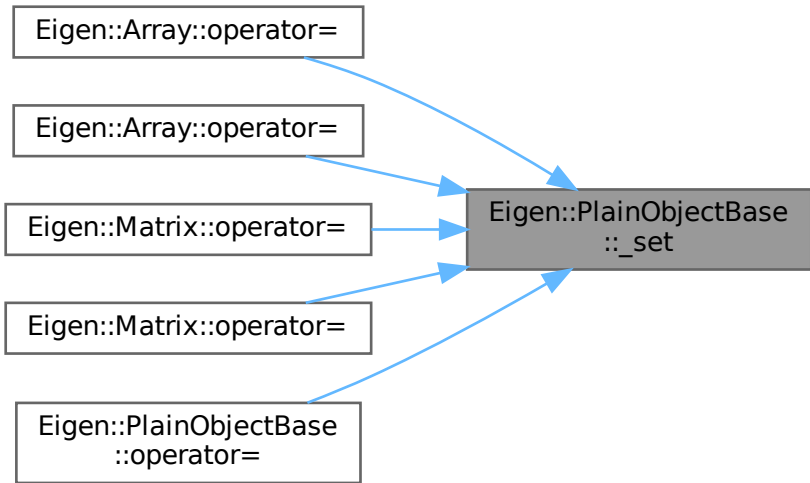 Eigen::Array::operator=
Eigen::Array::operator=
Eigen::Matrix::operator=
Eigen::Matrix::operator=
Eigen::PlainObjectBase
::operator=
Eigen::PlainObjectBase
::_set